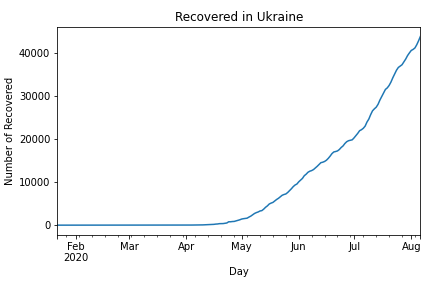 Recovered in Ukraine
Number of Recovered
40000
30000
20000
10000
0
Feb Mar Apr May Jun Jul Aug
2020
Day